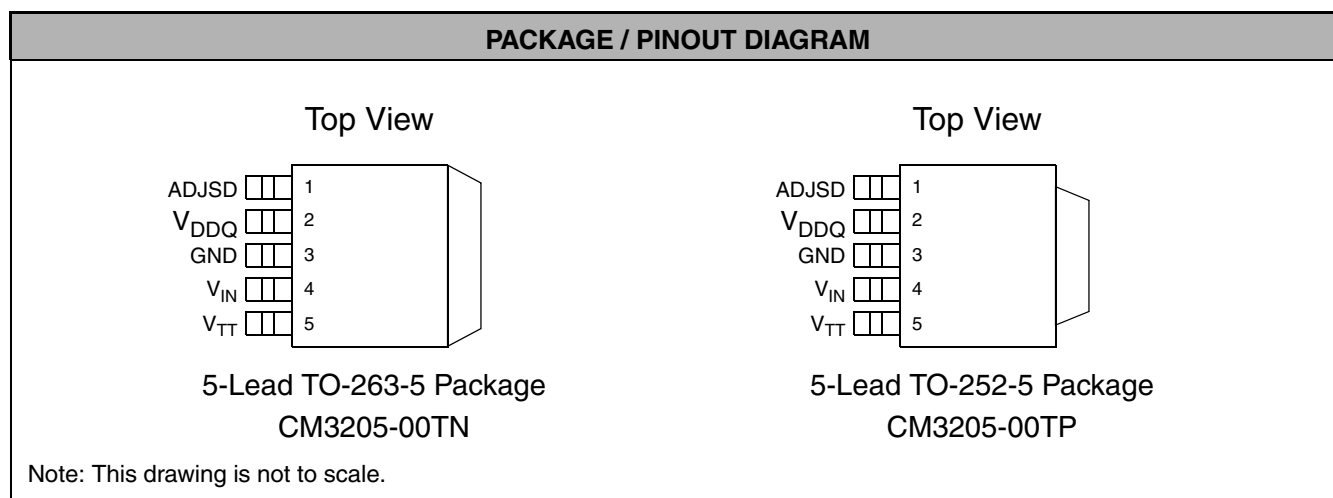 PACKAGE / PINOUT DIAGRAM
Top View
ADJSD 1
VDDQ 2
GND 3
VIN 4
VTT 5
5-Lead TO-263-5 Package
CM3205-00TN
Top View
ADJSD 1
VDDQ 2
GND 3
VIN 4
VTT 5
5-Lead TO-252-5 Package
CM3205-00TP
Note: This drawing is not to scale.